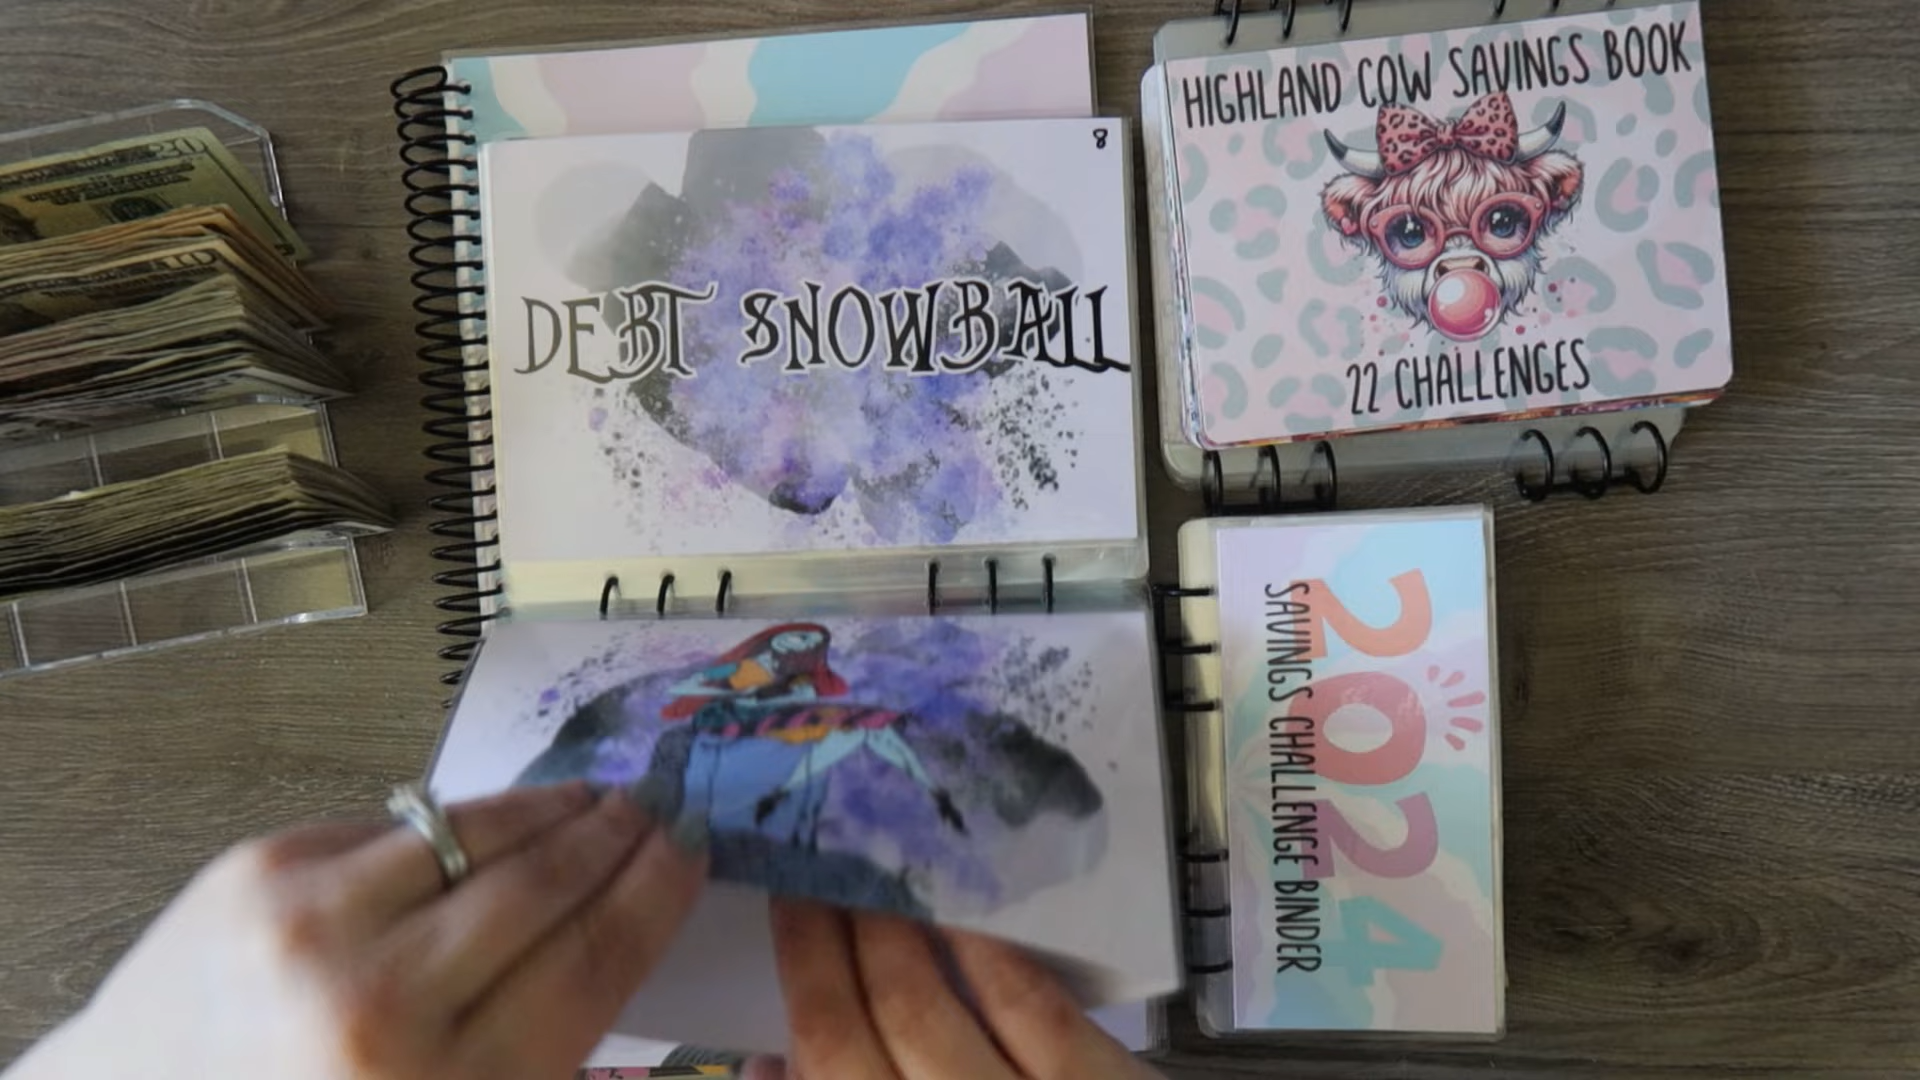 8
DEBT SNOWBALL
HIGHLAND COW SAVINGS BOOK
22 CHALLENGES
2024
SAVINGS CHALLENGE BINDER